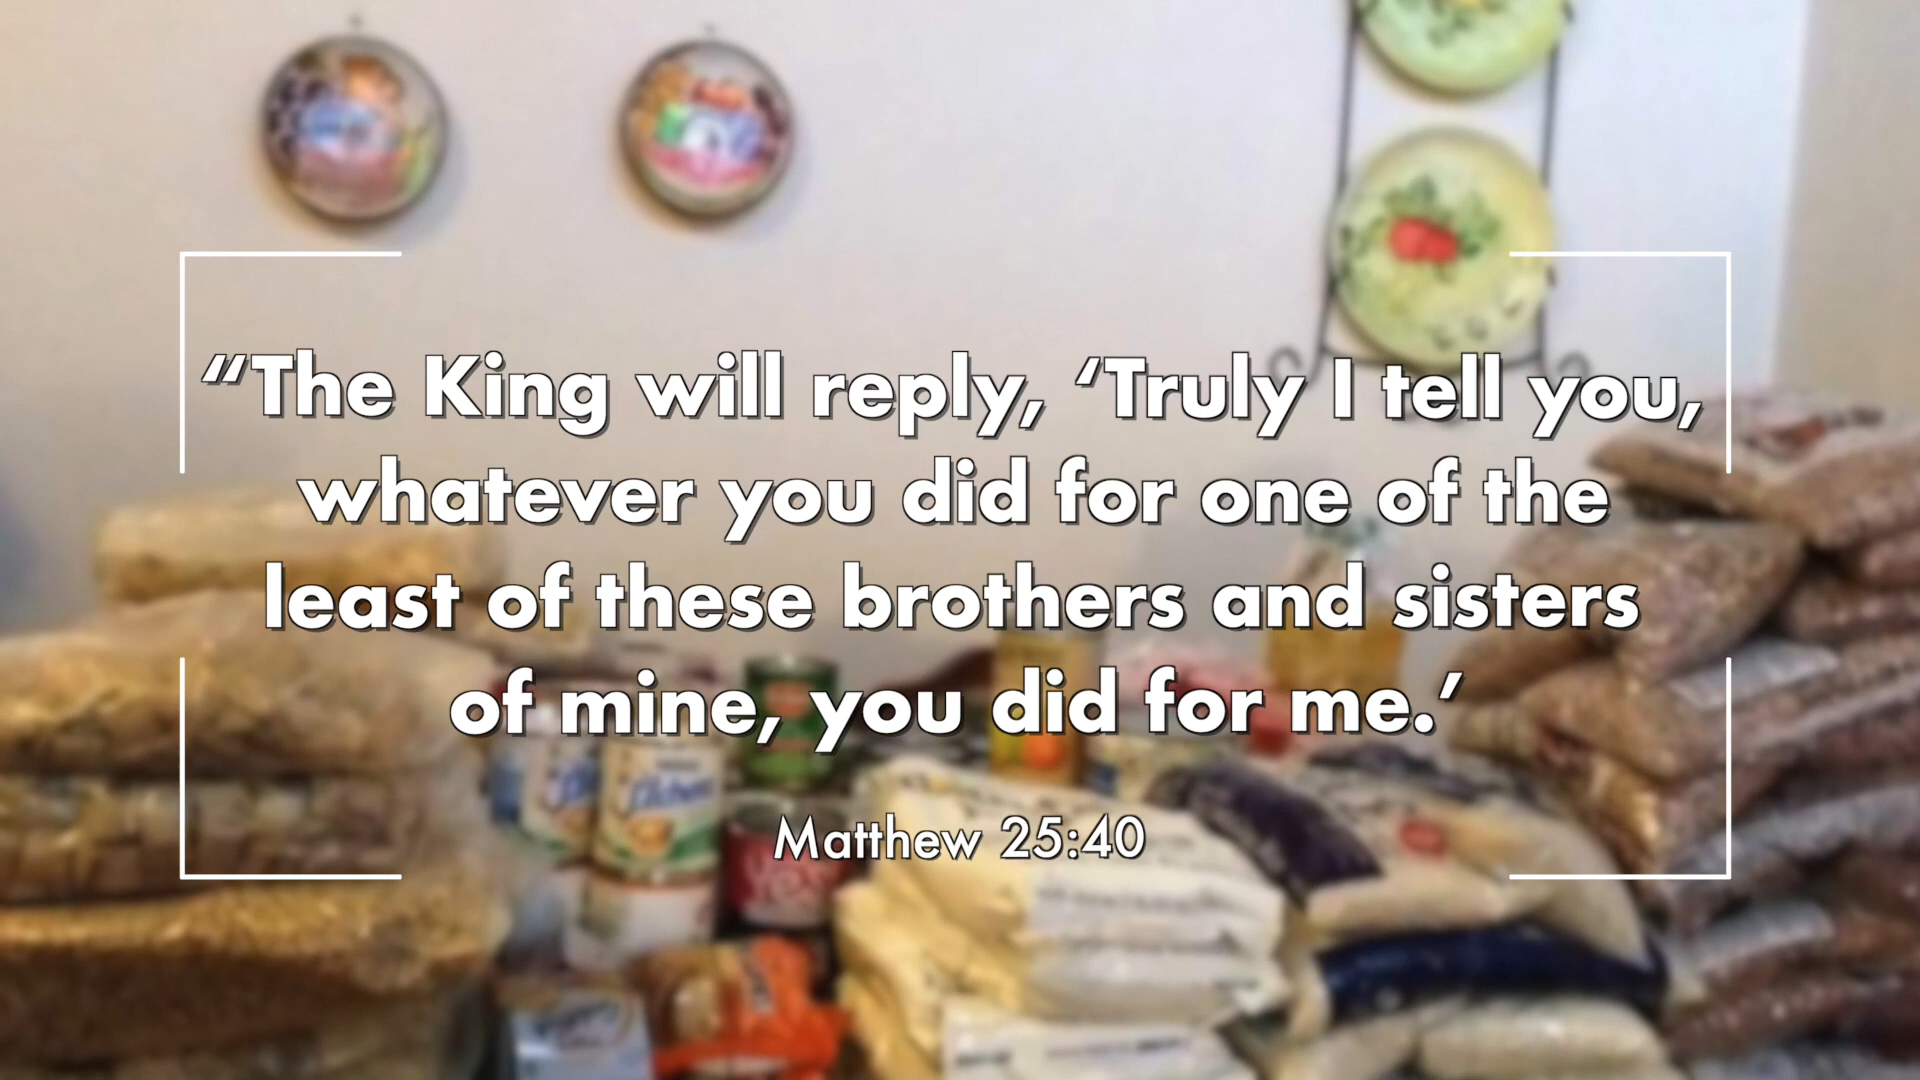 “The King will reply, ‘Truly I tell you,
whatever you did for one of the
least of these brothers and sisters
of mine, you did for me.’
Matthew 25:40